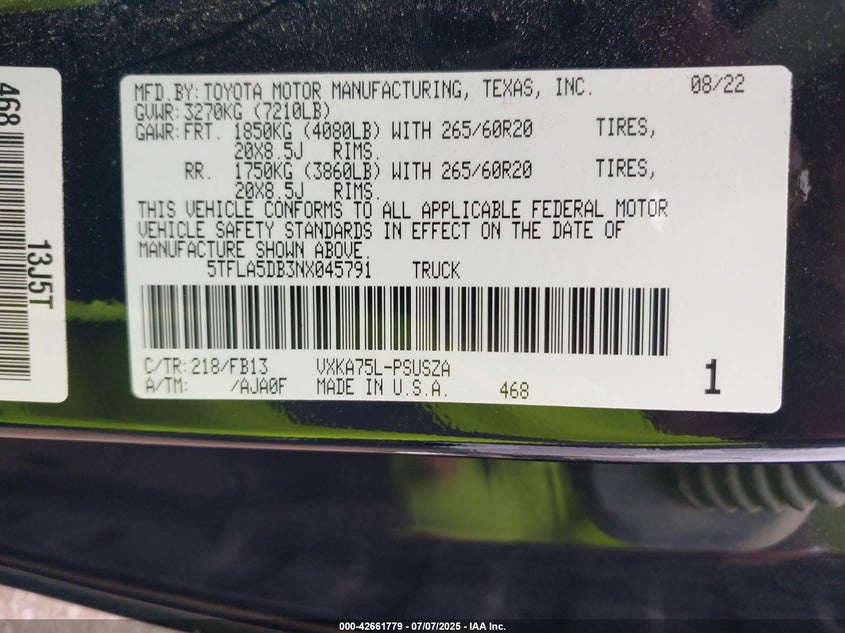 468
13J5T
MFD.BY:TOYOTA MOTOR MANUFACTURING, TEXAS, INC. 08/22
GVWR:3270KG (7210LB)
GAWR:FRT. 1850KG (4080LB) WITH 265/60R20 TIRES,
20X8.5J RIMS.
RR. 1750KG (3860LB) WITH 265/60R20 TIRES,
20X8.5J RIMS.
THIS VEHICLE CONFORMS TO ALL APPLICABLE FEDERAL MOTOR
VEHICLE SAFETY STANDARDS IN EFFECT ON THE DATE OF
MANUFACTURE SHOWN ABOVE.
5TFLA5DB3NX045791 TRUCK
C/TR:218/FB13 VXKA75L-PSUSZA
A/TM: /AJA0F MADE IN U.S.A. 468 1
000-42661779 - 07/07/2025 - IAA Inc.